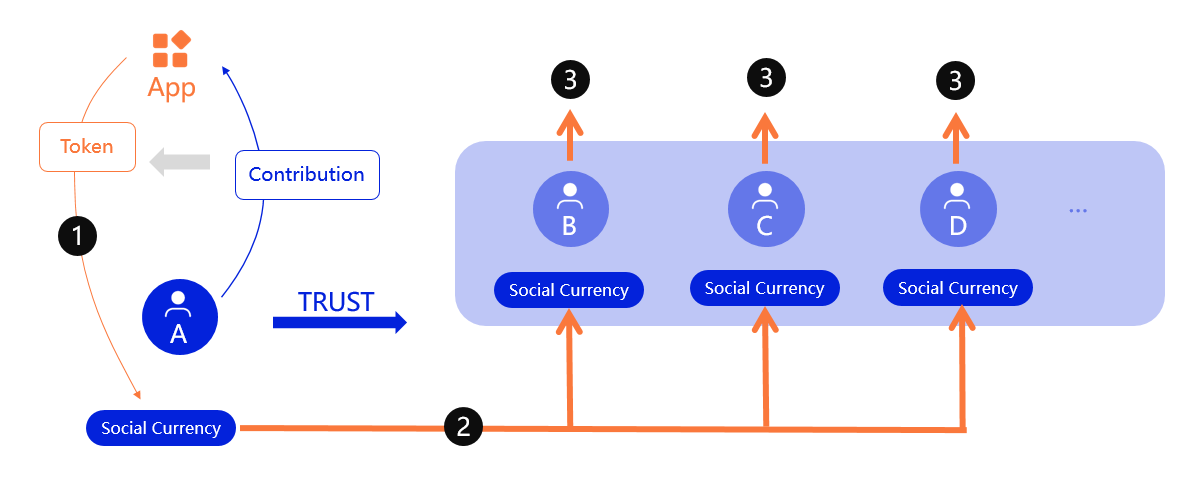 App
Token
Contribution
1
A
Social Currency
TRUST
2
3
3
3
B
C
D
...
Social Currency
Social Currency
Social Currency